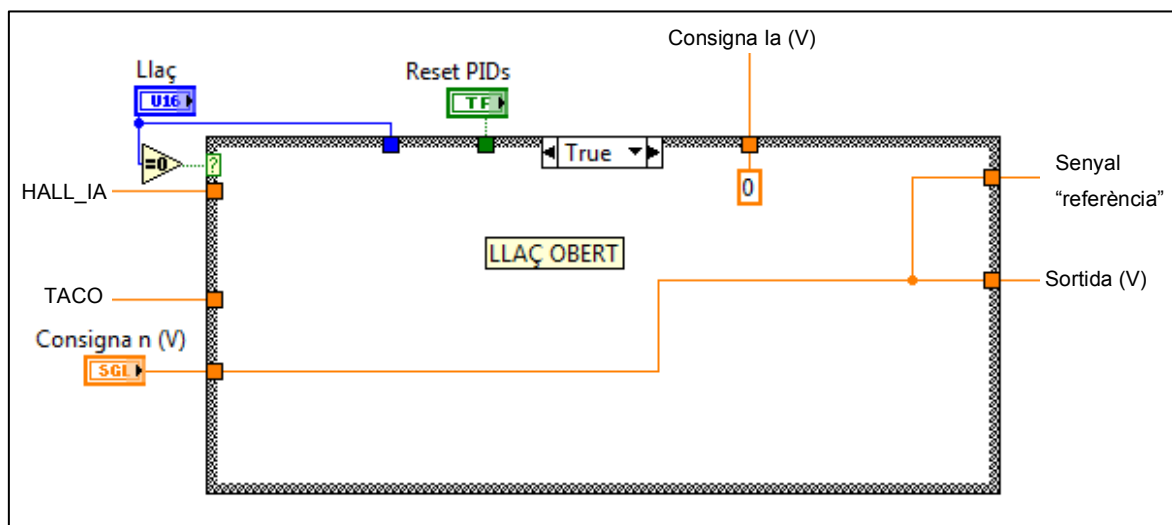 Consigna Ia (V)
Llaç
U16
Reset PIDs
TF
=0
?
True
HALL_IA
0
Senyal
“referència”
LLAÇ OBERT
TACO
Sortida (V)
Consigna n (V)
SGL